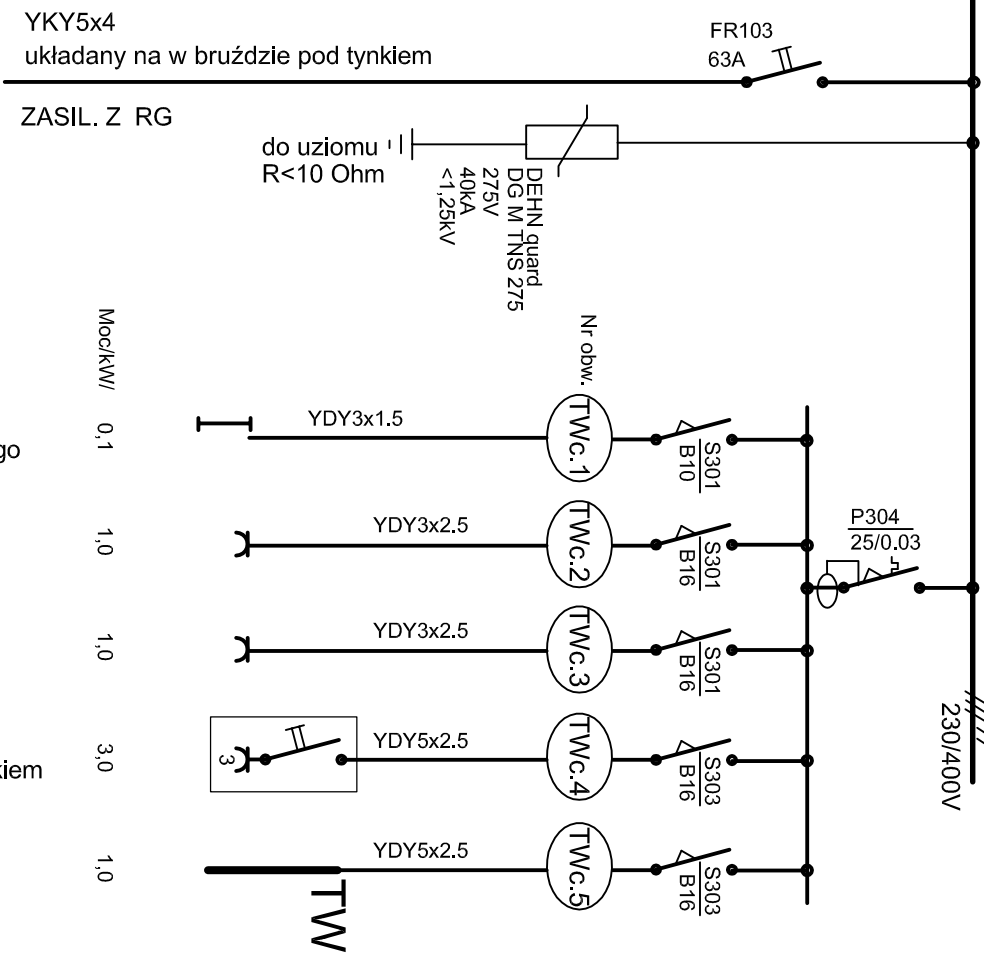 YKY5x4
układany na w bruździe pod tynkiem
FR103
63A
ZASIL. Z RG
do uziomu
R<10 Ohm
DEHN quard
DG M TNS 275
275V
40kA
<1,25kV
Moc/kW/
Nr obw.
0,1
YDY3x1.5
TWc.1
S301
B10
go
1,0
YDY3x2.5
TWc.2
S301
B16
P304
25/0.03
1,0
YDY3x2.5
TWc.3
S301
B16
230/400V
3,0
3
YDY5x2.5
TWc.4
S303
B16
kiem
1,0
YDY5x2.5
TWc.5
S303
B16
TW